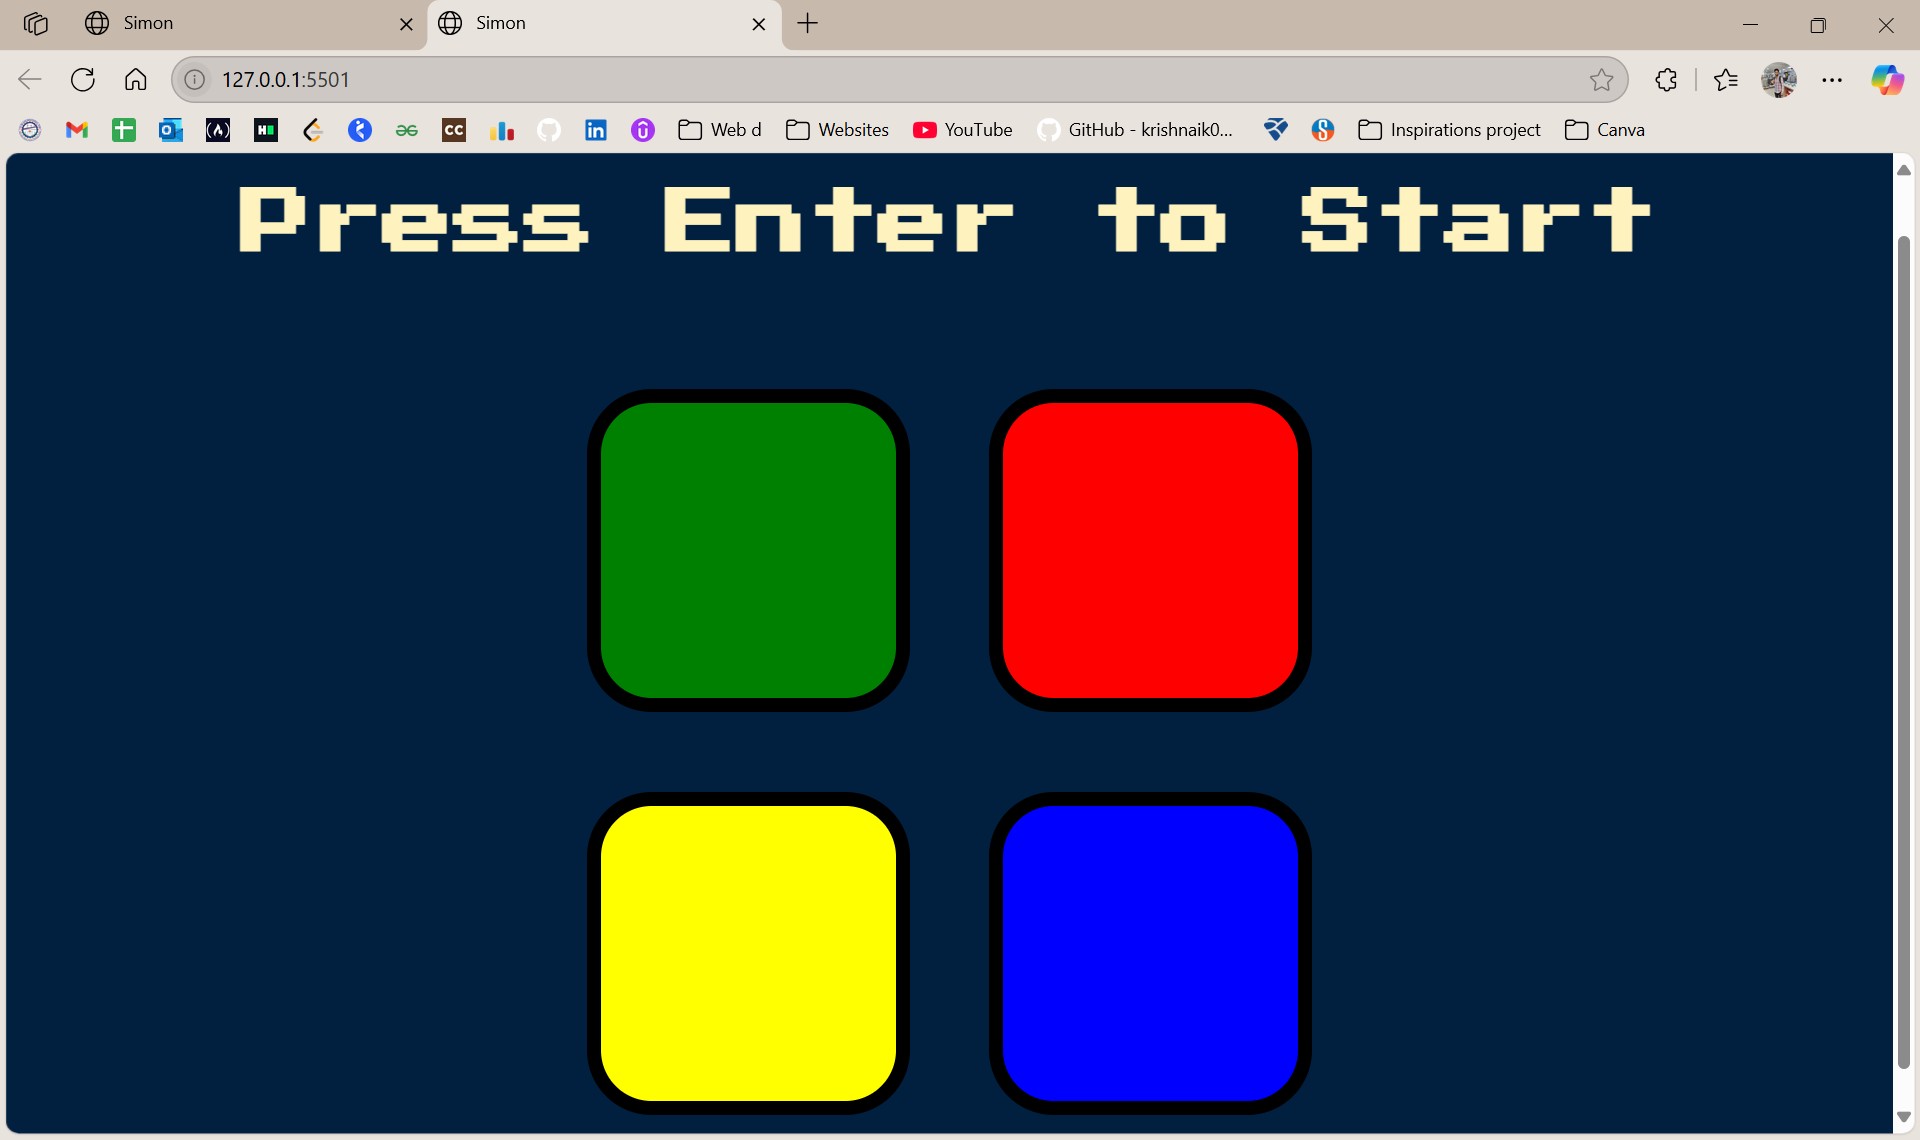 Simon
Simon
127.0.0.1:5501
Web d
Websites
YouTube
GitHub - krishnaik0...
Inspirations project
Canva
Press Enter to Start